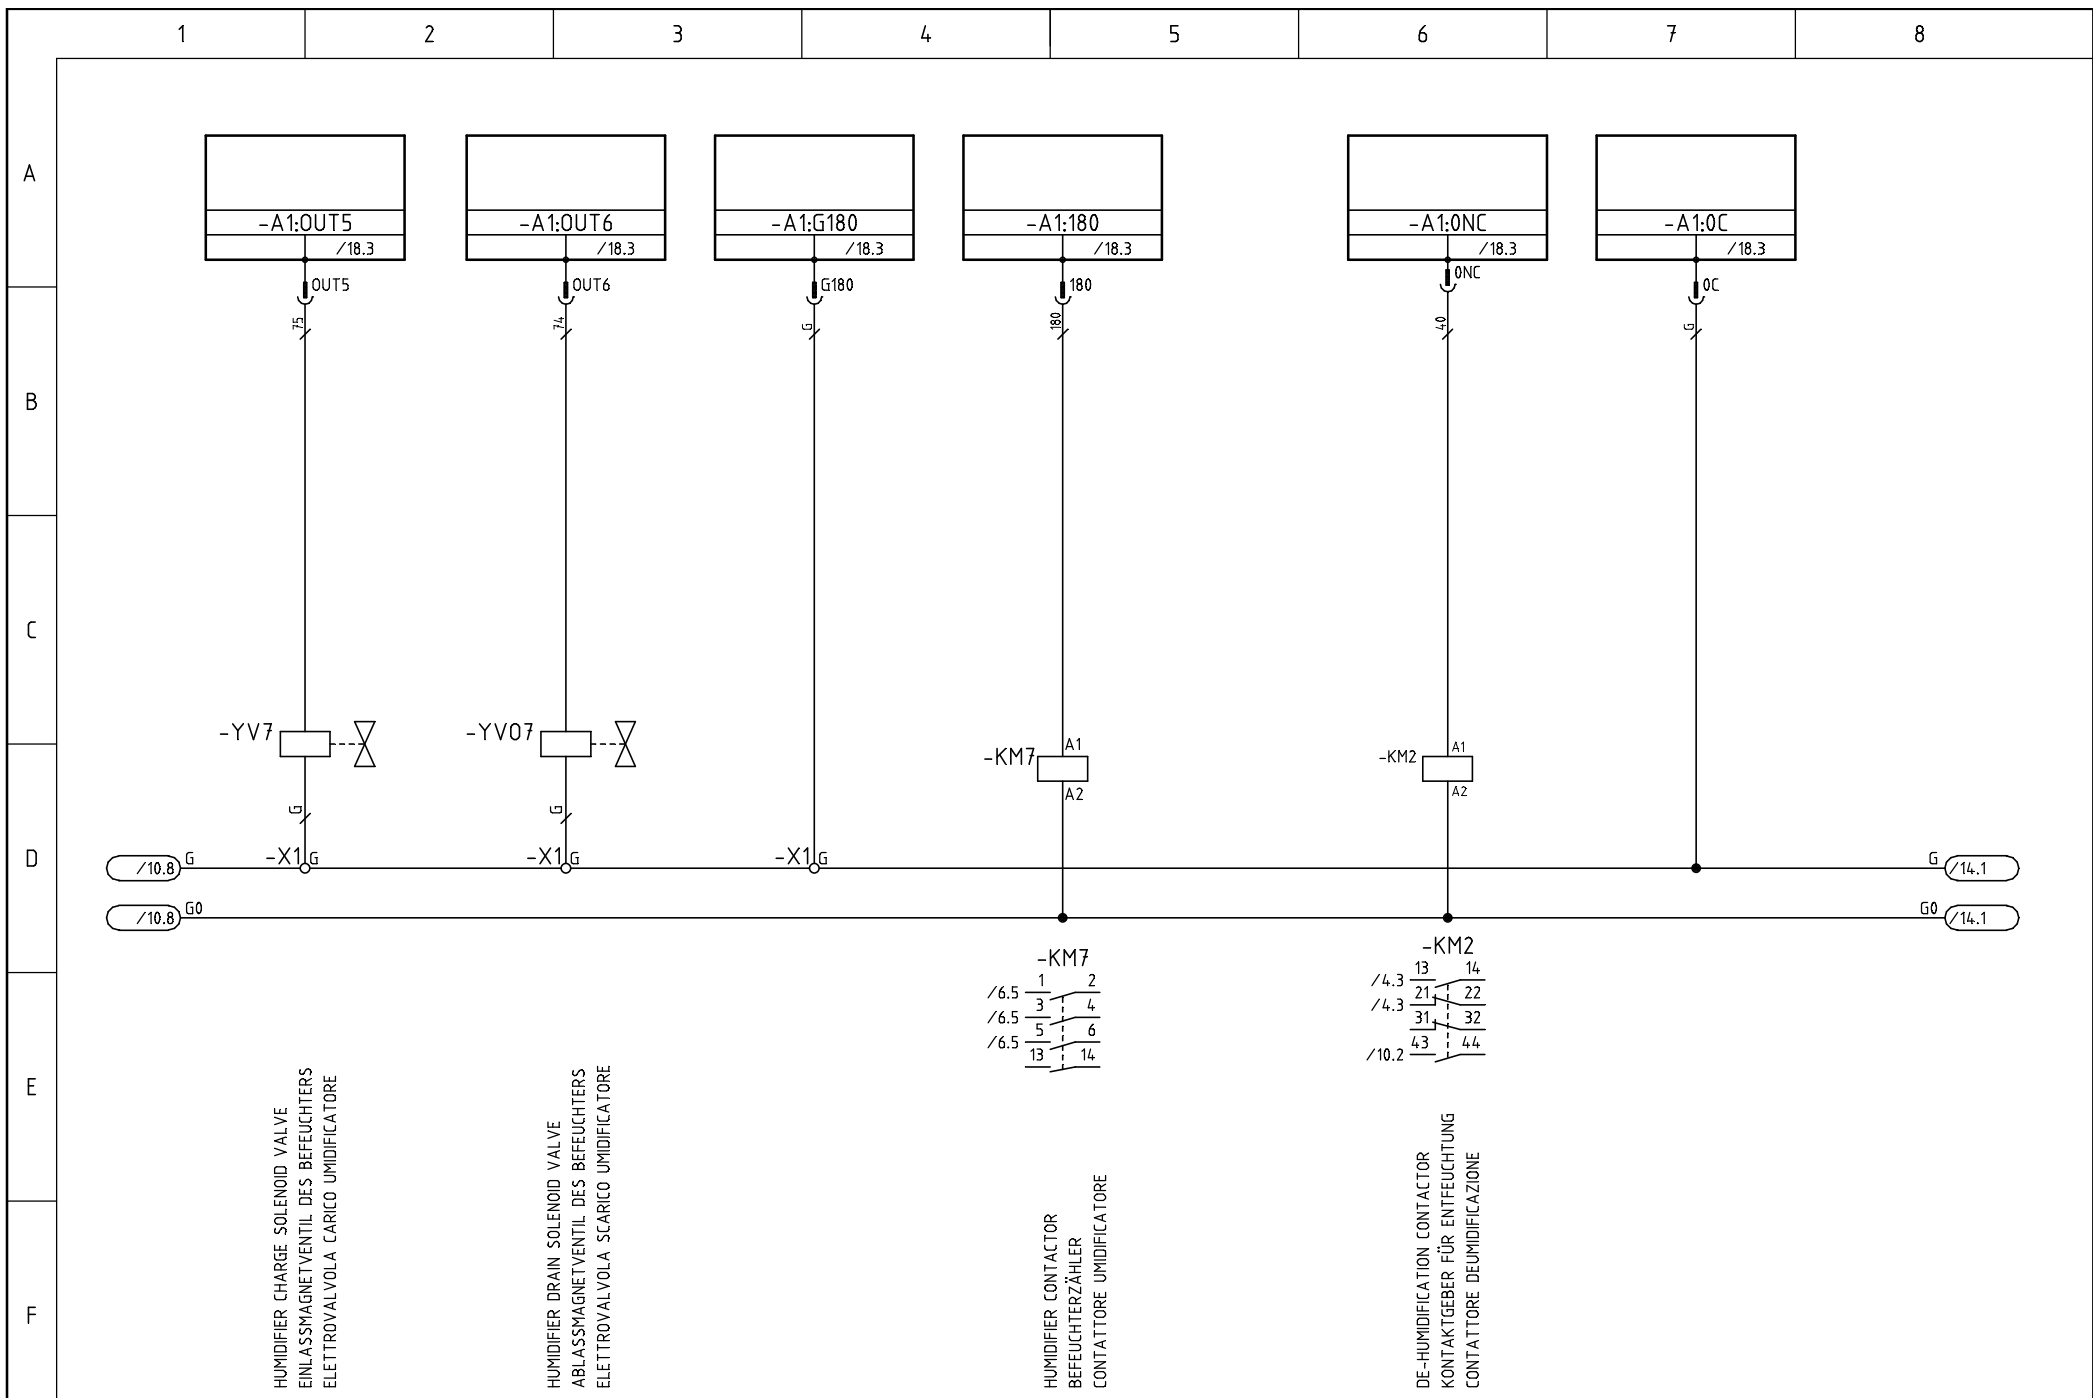 1 2 3 4 5 6 7 8
A
-A1:OUT5 -A1:OUT6 -A1:G180 -A1:180 -A1:0NC -A1:0C
/18.3 /18.3 /18.3 /18.3 /18.3 /18.3
OUT5 OUT6 G180 180 0NC 0C
75 74 G 180 40 G
B
C
-YV7 -YV07 -KM7 A1 -KM2 A1
A2 A2
G G
D
/10.8 G -X1 G -X1 G -X1 G G /14.1
/10.8 G0 G0 /14.1
-KM7
/6.5 1 2
/6.5 3 4
/6.5 5 6
13 14
-KM2
/4.3 13 14
/4.3 21 22
31 32
/10.2 43 44
E
HUMIDIFIER CHARGE SOLENOID VALVE
EINLASSMAGNETVENTIL DES BEFEUCHTERS
ELETTROVALVOLA CARICO UMIDIFICATORE
HUMIDIFIER DRAIN SOLENOID VALVE
ABLASSMAGNETVENTIL DES BEFEUCHTERS
ELETTROVALVOLA SCARICO UMIDIFICATORE
HUMIDIFIER CONTACTOR
BEFEUCHTERZÄHLER
CONTATTORE UMIDIFICATORE
DE-HUMIDIFICATION CONTACTOR
KONTAKTGEBER FÜR ENTFEUCHTUNG
CONTATTORE DEUMIDIFICAZIONE
F